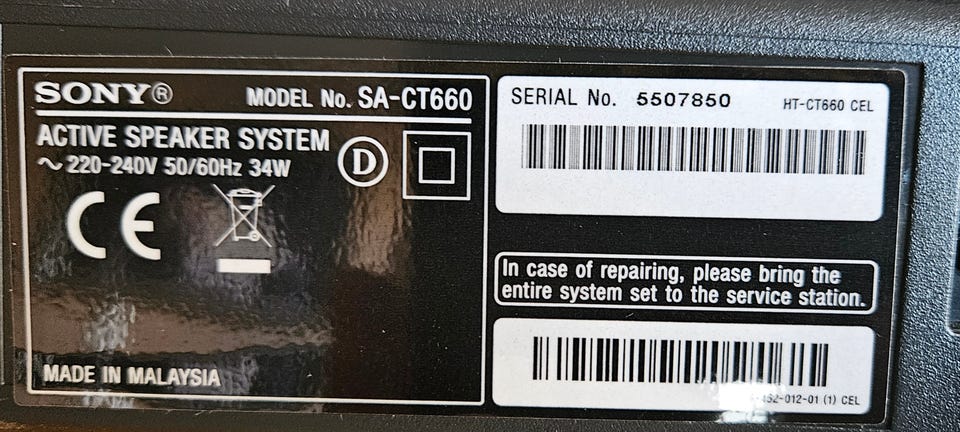 SONY®
MODEL No. SA-CT660
ACTIVE SPEAKER SYSTEM
~ 220-240V 50/60Hz 34W
D
CE
MADE IN MALAYSIA
SERIAL No. 5507850
HT-CT660 CEL
In case of repairing, please bring the
entire system set to the service station.
(1) CEL